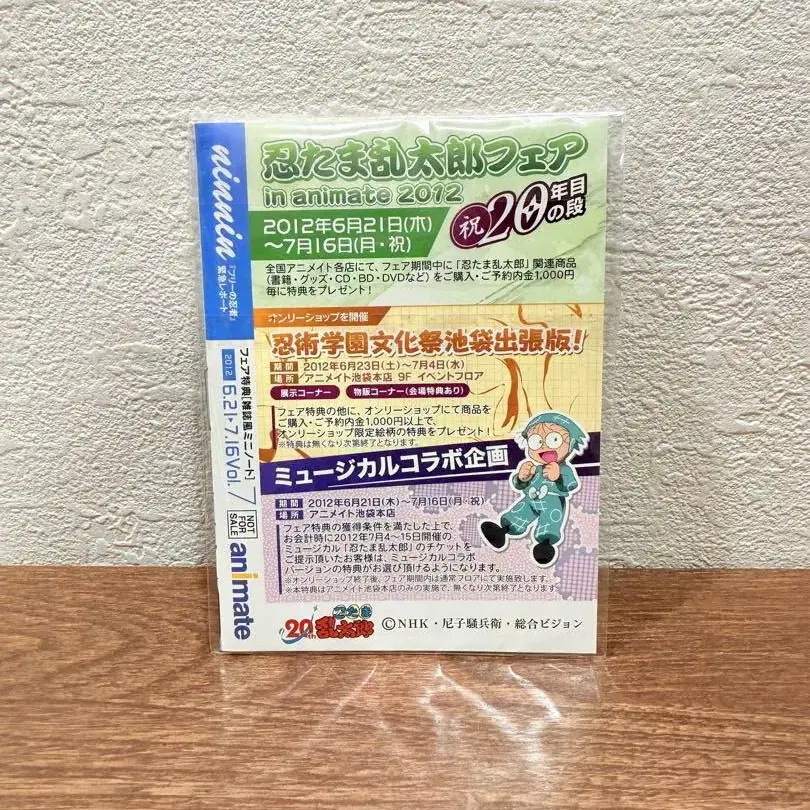 忍たま乱太郎フェア
in animate 2012
祝20年目の段
2012年6月21日(木)
〜7月16日(月・祝)
全国アニメイト各店にて、フェア期間中に「忍たま乱太郎」関連商品
(書籍・グッズ・CD・BD・DVDなど)をご購入・ご予約内金1,000円
毎に特典をプレゼント!
オンリーショップを開催
忍術学園文化祭池袋出張版!
期間 2012年6月23日(土)〜7月4日(水)
場所 アニメイト池袋本店 9F イベントフロア
展示コーナー 物販コーナー(会場特典あり)
フェア特典の他に、オンリーショップにて商品を
ご購入・ご予約内金1,000円以上で、
オンリーショップ限定絵柄の特典をプレゼント!
※特典は無くなり次第終了となります。
ミュージカルコラボ企画
期間 2012年6月21日(木)〜7月16日(月・祝)
場所 アニメイト池袋本店
フェア特典の獲得条件を満たした上で、
お会計時に2012年7月4〜15日開催の
ミュージカル「忍たま乱太郎」のチケットを
ご提示頂いたお客様は、ミュージカルコラボ
バージョンの特典がお選び頂けるようになります。
※オンリーショップ終了後、フェア期間内は通常フロアにて実施致します。
※本特典はアニメイト池袋本店のみの実施で、無くなり次第終了となります。
20th 忍たま乱太郎
©NHK・尼子騒兵衛・総合ビジョン
ninnin
『フリーの忍者』
緊急レポート
フェア特典[雑誌風ミニノート]
2012 6.21-7.16 Vol.7
NOT FOR SALE
animate